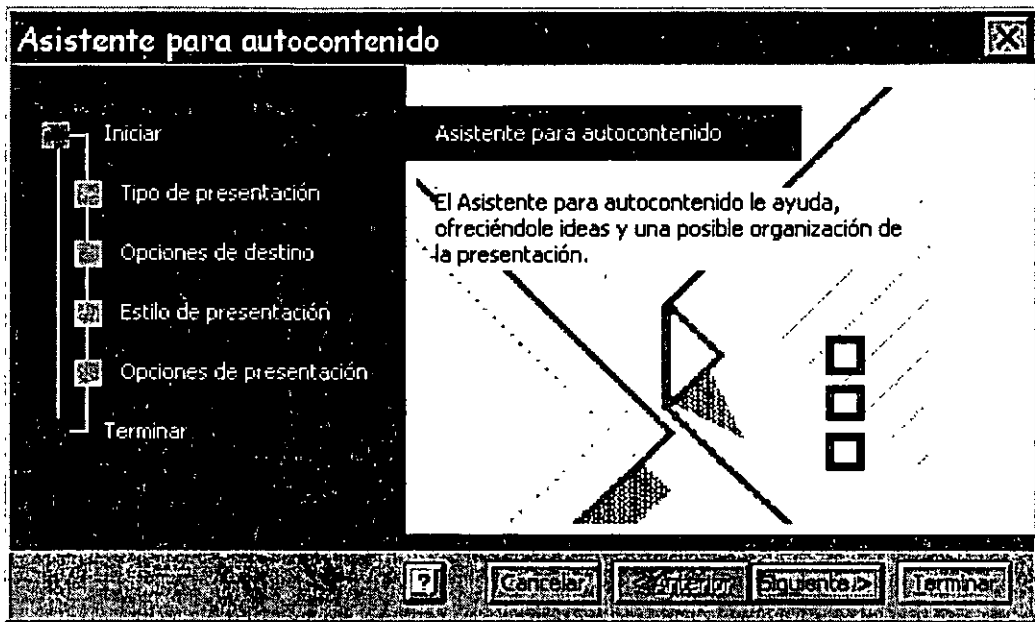 Asistente para autocontenido
Iniciar
Tipo de presentación
Opciones de destino
Estilo de presentación
Opciones de presentación
Terminar
Asistente para autocontenido
El Asistente para autocontenido le ayuda,
ofreciéndole ideas y una posible organización de
la presentación.
?
Cancelar
< Anterior
Siguiente >
Terminar